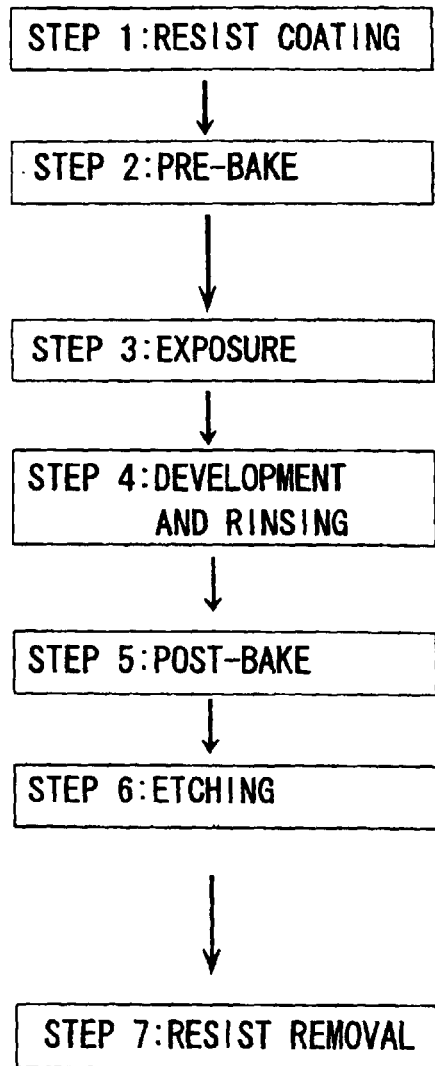 STEP 1:RESIST COATING
STEP 2:PRE-BAKE
STEP 3:EXPOSURE
STEP 4:DEVELOPMENT
AND RINSING
STEP 5:POST-BAKE
STEP 6:ETCHING
STEP 7:RESIST REMOVAL